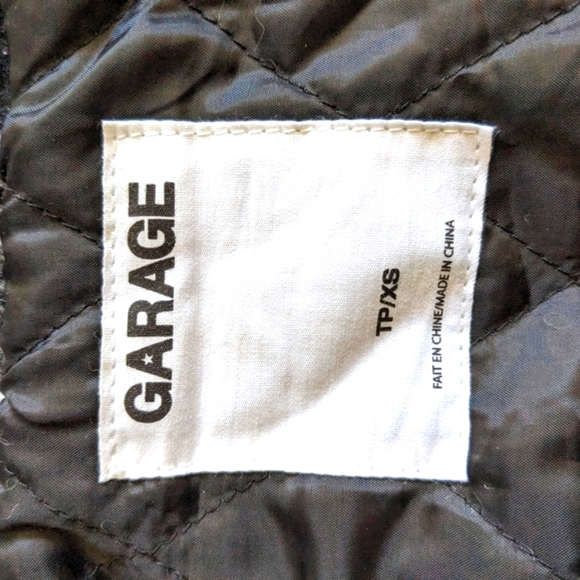 GARAGE
TP/XS
FAIT EN CHINE/MADE IN CHINA